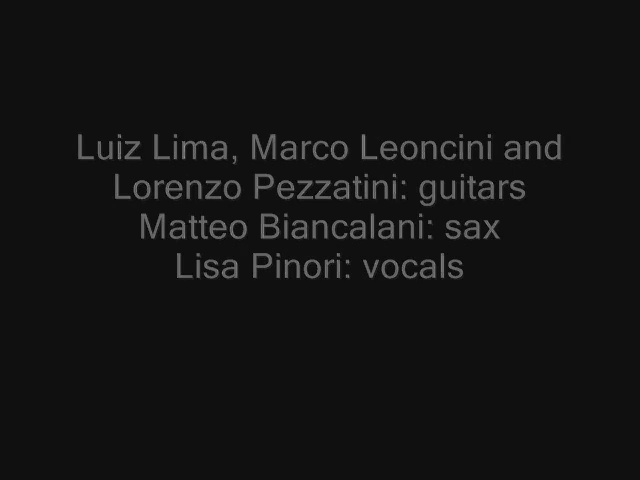 Luiz Lima, Marco Leoncini and
Lorenzo Pezzatini: guitars
Matteo Biancalani: sax
Lisa Pinori: vocals